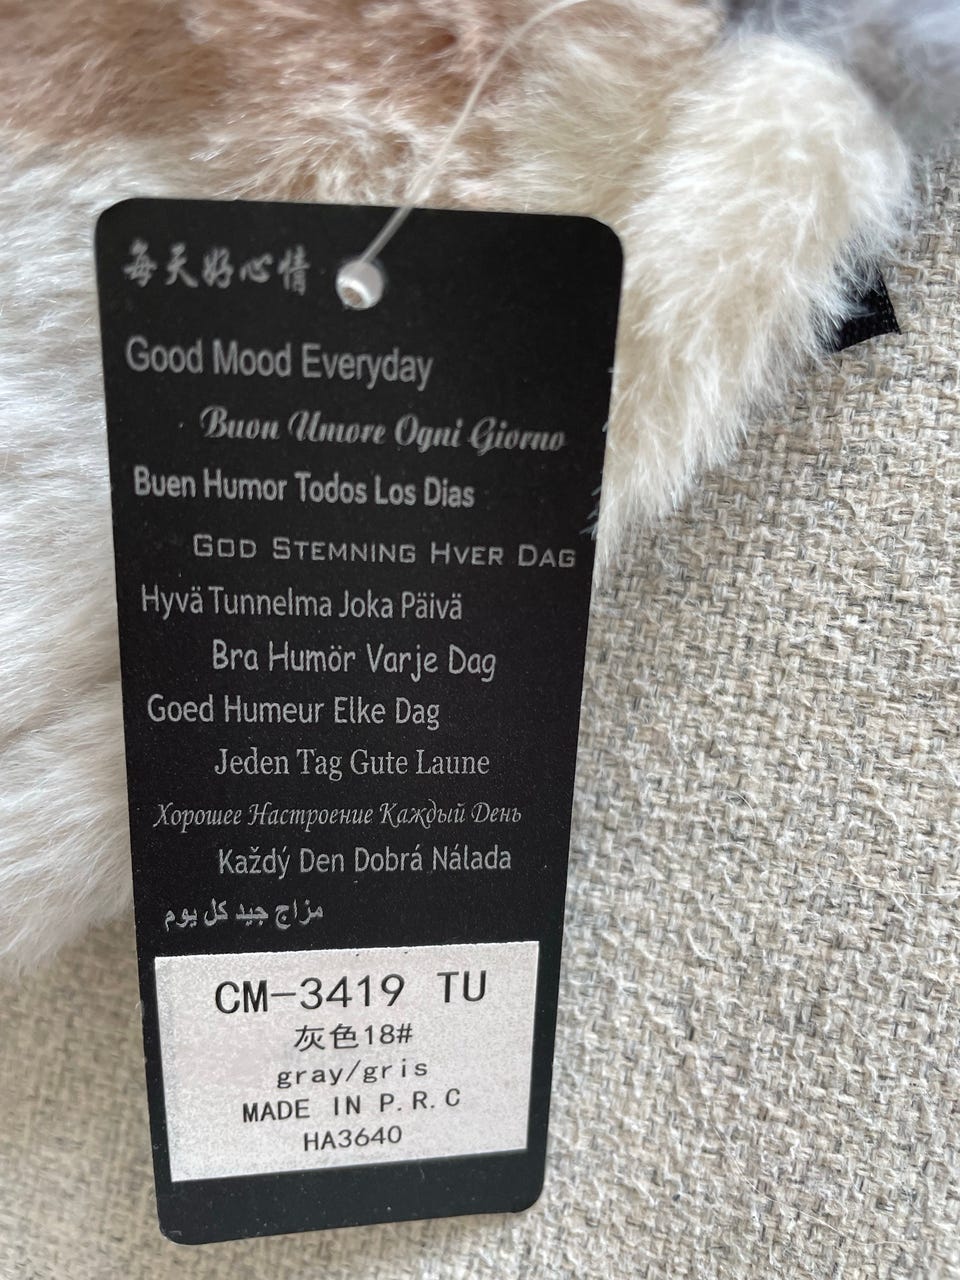 每天好心情
Good Mood Everyday
Buon Umore Ogni Giorno
Buen Humor Todos Los Dias
GOD STEMNING HVER DAG
Hyvä Tunnelma Joka Päivä
Bra Humör Varje Dag
Goed Humeur Elke Dag
Jeden Tag Gute Laune
Хорошее Настроение Каждый День
Každý Den Dobrá Nálada
مزاج جيد كل يوم
CM-3419 TU
灰色18#
gray/gris
MADE IN P.R.C
HA3640